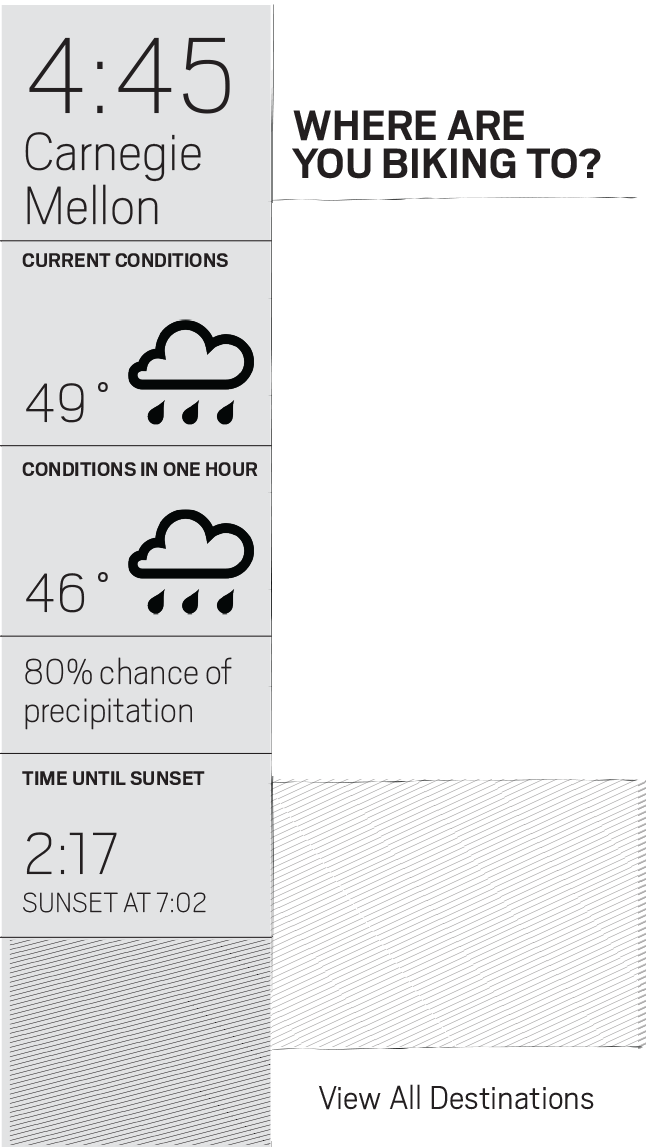 4:45
Carnegie
Mellon
WHERE ARE
YOU BIKING TO?
CURRENT CONDITIONS
49°
CONDITIONS IN ONE HOUR
46°
80% chance of
precipitation
TIME UNTIL SUNSET
2:17
SUNSET AT 7:02
View All Destinations